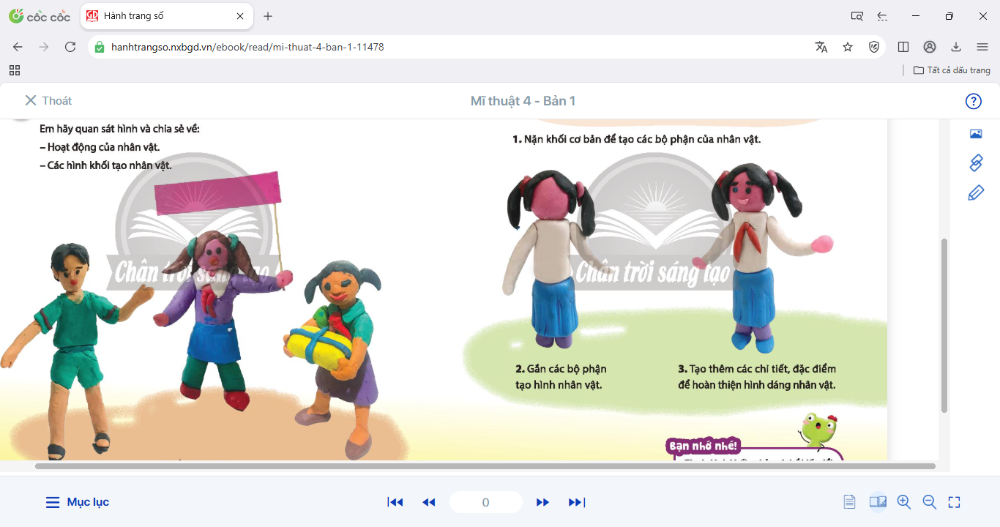 cốc cốc
Hành trang số
hanhtrangso.nxbgd.vn/ebook/read/mi-thuat-4-ban-1-11478
Tất cả dấu trang
Thoát
Mĩ thuật 4 - Bản 1
Em hãy quan sát hình và chia sẻ về:
– Hoạt động của nhân vật.
– Các hình khối tạo nhân vật.
Chân trời sáng tạo
1. Nặn khối cơ bản để tạo các bộ phận của nhân vật.
Chân trời sáng tạo
2. Gắn các bộ phận
tạo hình nhân vật.
3. Tạo thêm các chi tiết, đặc điểm
để hoàn thiện hình dáng nhân vật.
Bạn nhớ nhé!
Mục lục
0